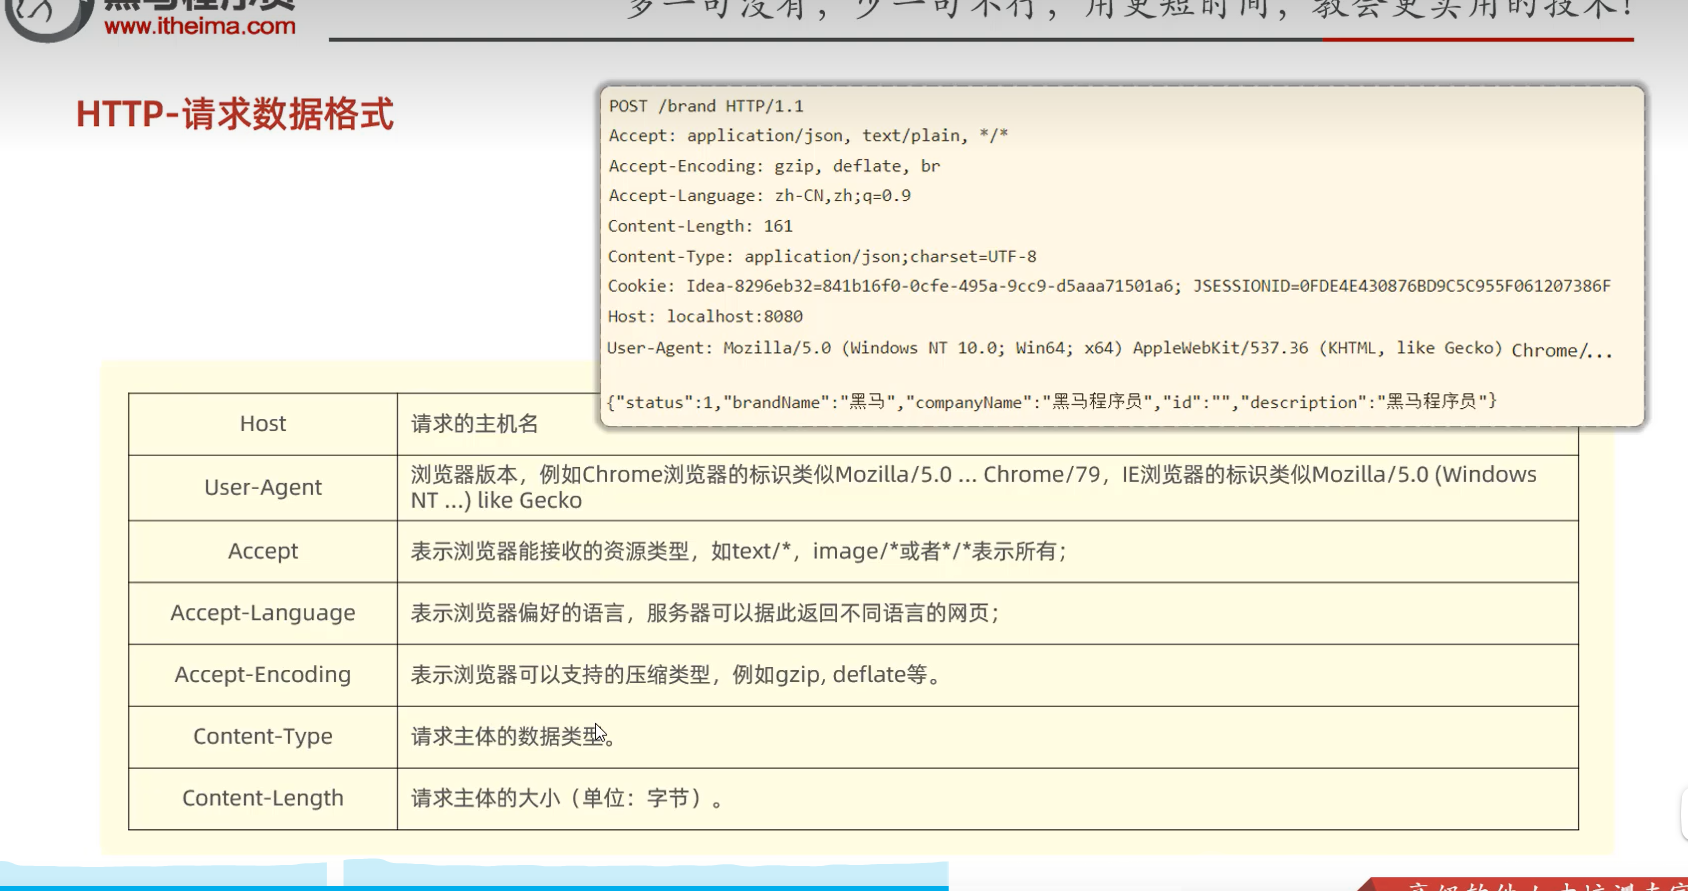 黑马程序员
www.itheima.com
多一句没有，少一句不行，用更短时间，教会更实用的技术！
HTTP-请求数据格式
POST /brand HTTP/1.1
Accept: application/json, text/plain, */*
Accept-Encoding: gzip, deflate, br
Accept-Language: zh-CN,zh;q=0.9
Content-Length: 161
Content-Type: application/json;charset=UTF-8
Cookie: Idea-8296eb32=841b16f0-0cfe-495a-9cc9-d5aaa71501a6; JSESSIONID=0FDE4E430876BD9C5C955F061207386F
Host: localhost:8080
User-Agent: Mozilla/5.0 (Windows NT 10.0; Win64; x64) AppleWebKit/537.36 (KHTML, like Gecko) Chrome/...
{"status":1,"brandName":"黑马","companyName":"黑马程序员","id":"","description":"黑马程序员"}
Host 请求的主机名
User-Agent 浏览器版本，例如Chrome浏览器的标识类似Mozilla/5.0 ... Chrome/79，IE浏览器的标识类似Mozilla/5.0 (Windows
NT ...) like Gecko
Accept 表示浏览器能接收的资源类型，如text/*，image/*或者*/*表示所有；
Accept-Language 表示浏览器偏好的语言，服务器可以据此返回不同语言的网页；
Accept-Encoding 表示浏览器可以支持的压缩类型，例如gzip, deflate等。
Content-Type 请求主体的数据类型。
Content-Length 请求主体的大小（单位：字节）。